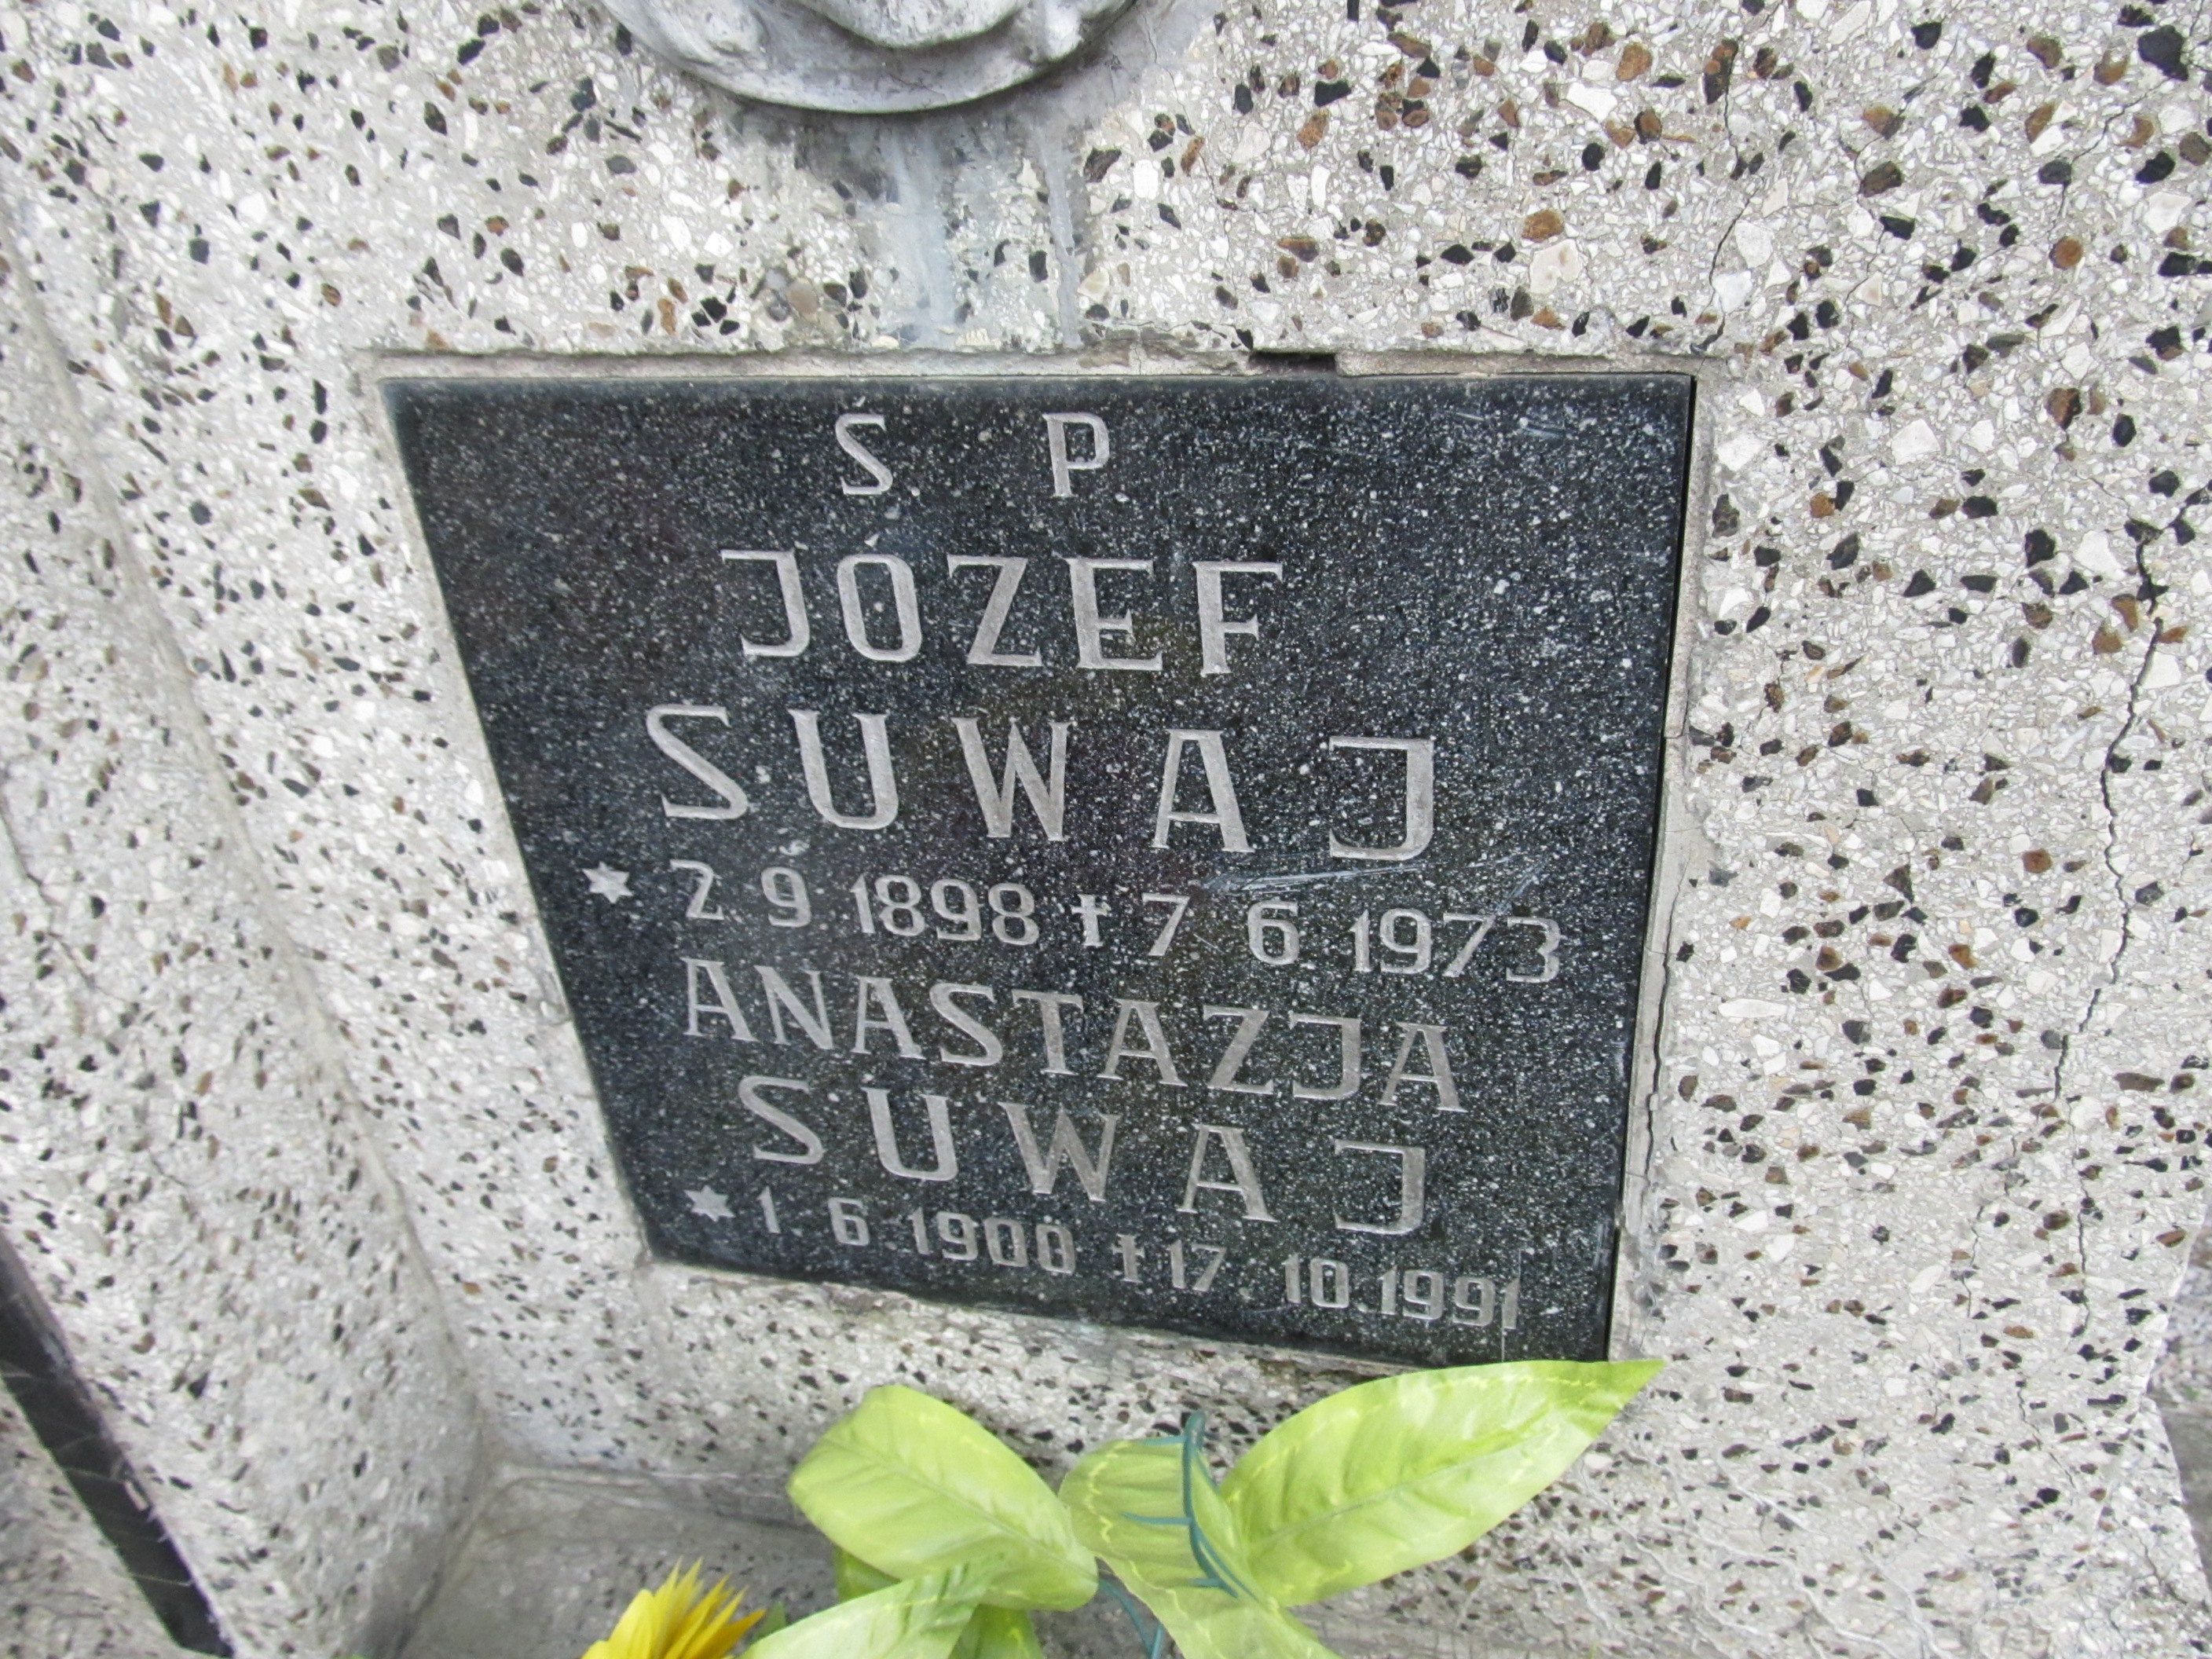 S P
JÓZEF
SUWAJ
* 2 9 1898 ✝ 7 6 1973
ANASTAZJA
SUWAJ
* 1. 6. 1900 ✝ 17 10.1991